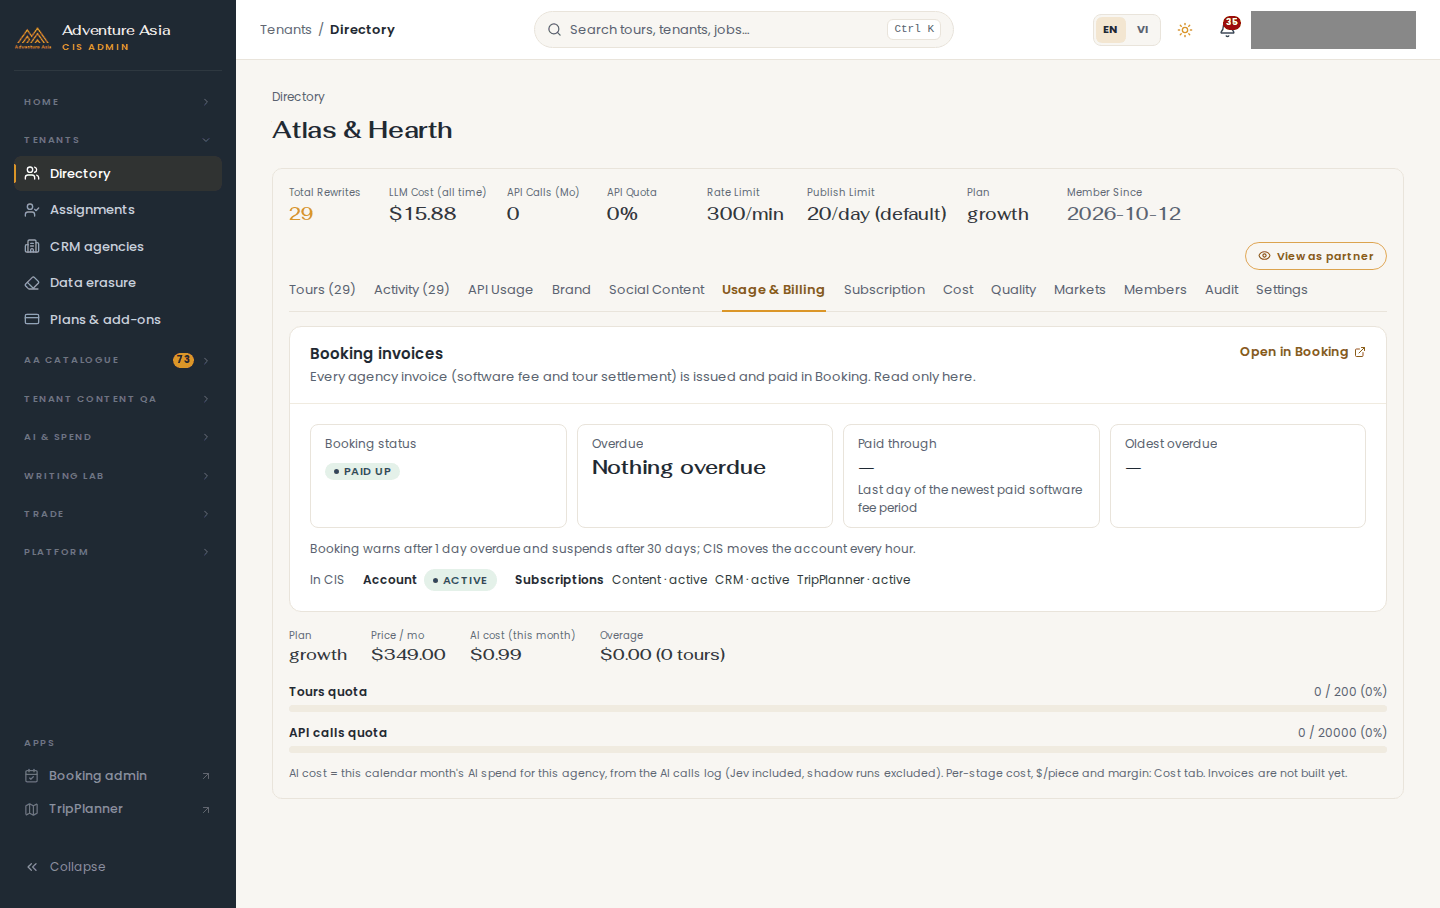 Adventure Asia
CIS ADMIN
Adventure Asia
Tenants / Directory
Search tours, tenants, jobs... Ctrl K
EN VI
35
HOME
TENANTS
Directory
Assignments
CRM agencies
Data erasure
Plans & add-ons
AA CATALOGUE 73
TENANT CONTENT QA
AI & SPEND
WRITING LAB
TRADE
PLATFORM
APPS
Booking admin
TripPlanner
Collapse
Directory
Atlas & Hearth
Total Rewrites LLM Cost (all time) API Calls (Mo) API Quota Rate Limit Publish Limit Plan Member Since
29 $15.88 0 0% 300/min 20/day (default) growth 2026-10-12
View as partner
Tours (29) Activity (29) API Usage Brand Social Content Usage & Billing Subscription Cost Quality Markets Members Audit Settings
Booking invoices
Open in Booking
Every agency invoice (software fee and tour settlement) is issued and paid in Booking. Read only here.
Booking status
PAID UP
Overdue
Nothing overdue
Paid through
—
Last day of the newest paid software
fee period
Oldest overdue
—
Booking warns after 1 day overdue and suspends after 30 days; CIS moves the account every hour.
In CIS Account ACTIVE Subscriptions Content · active CRM · active TripPlanner · active
Plan Price / mo AI cost (this month) Overage
growth $349.00 $0.99 $0.00 (0 tours)
Tours quota 0 / 200 (0%)
API calls quota 0 / 20000 (0%)
AI cost = this calendar month's AI spend for this agency, from the AI calls log (Jev included, shadow runs excluded). Per-stage cost, $/piece and margin: Cost tab. Invoices are not built yet.